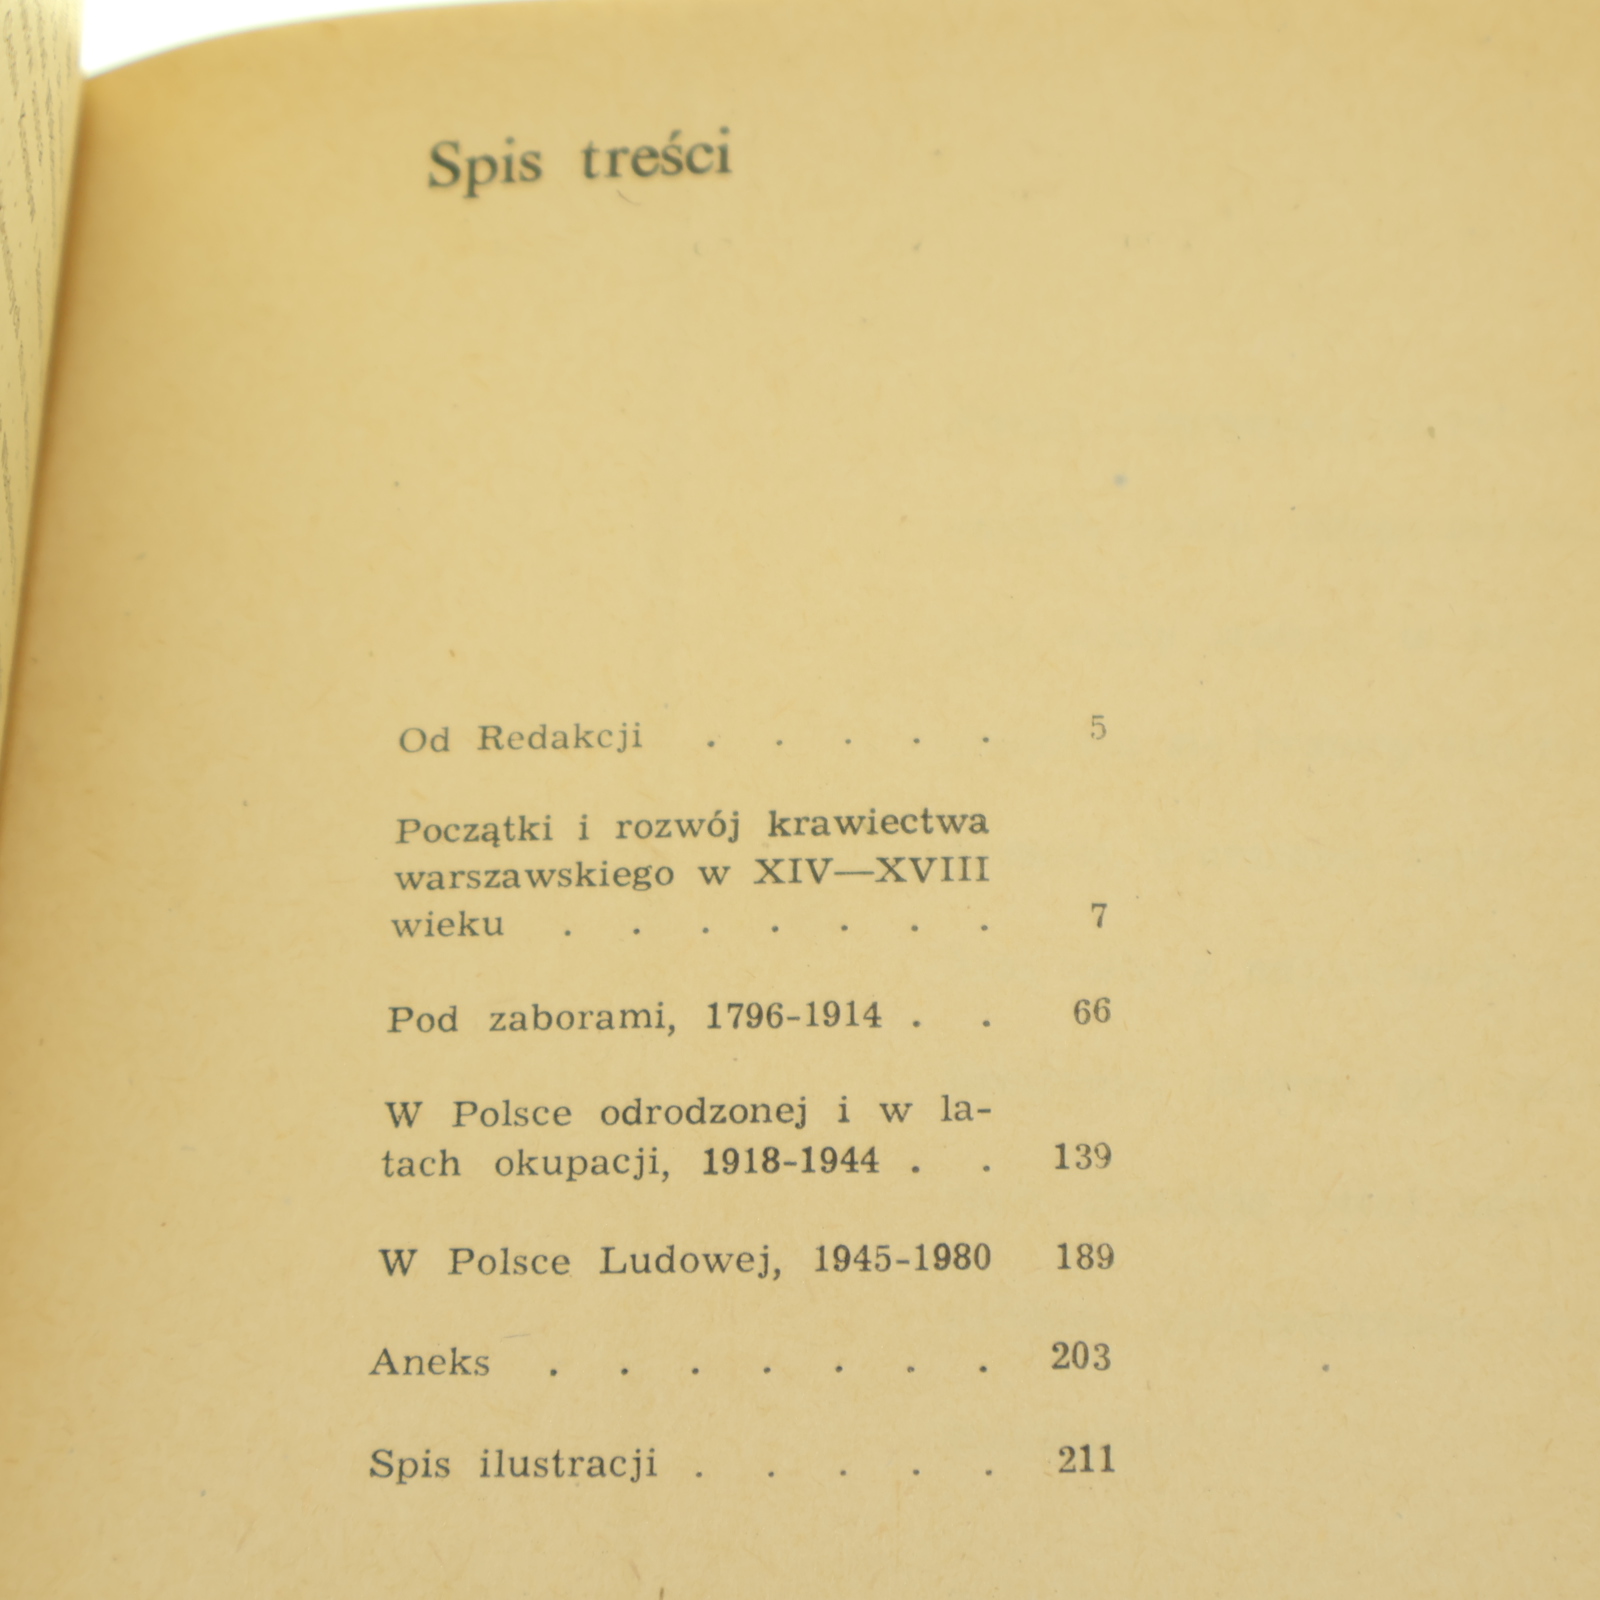 Spis treści
Od Redakcji . . . . . 5
Początki i rozwój krawiectwa
warszawskiego w XIV—XVIII
wieku . . . . . . . 7
Pod zaborami, 1796-1914 . . 66
W Polsce odrodzonej i w la-
tach okupacji, 1918-1944 . . 139
W Polsce Ludowej, 1945-1980 189
Aneks . . . . . . . 203
Spis ilustracji . . . . . 211